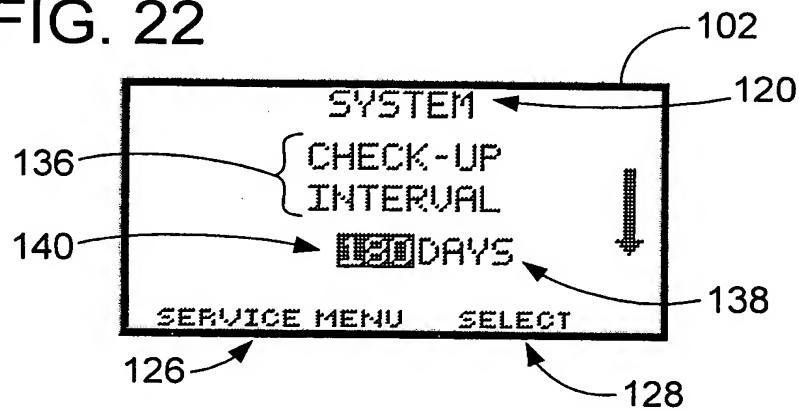 FIG. 22
102
SYSTEM
120
136
CHECK-UP
INTERVAL
140
180 DAYS
138
SERVICE MENU SELECT
126
128